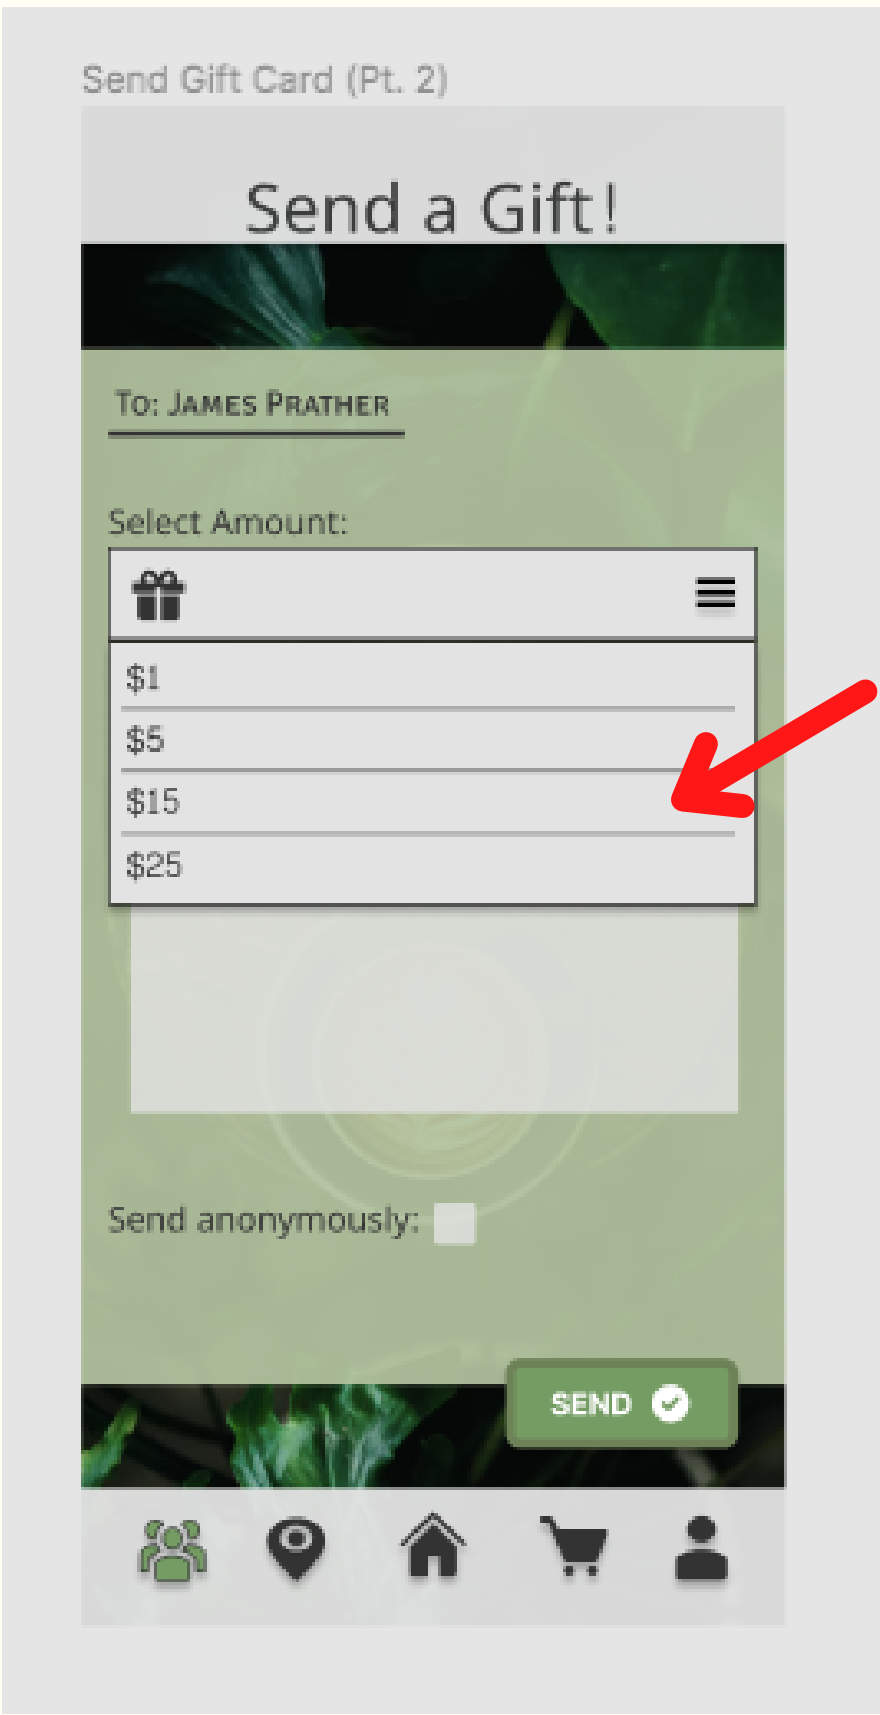 Send Gift Card (Pt. 2)
Send a Gift!
To: James Prather
Select Amount:
$1
$5
$15
$25
Send anonymously:
SEND